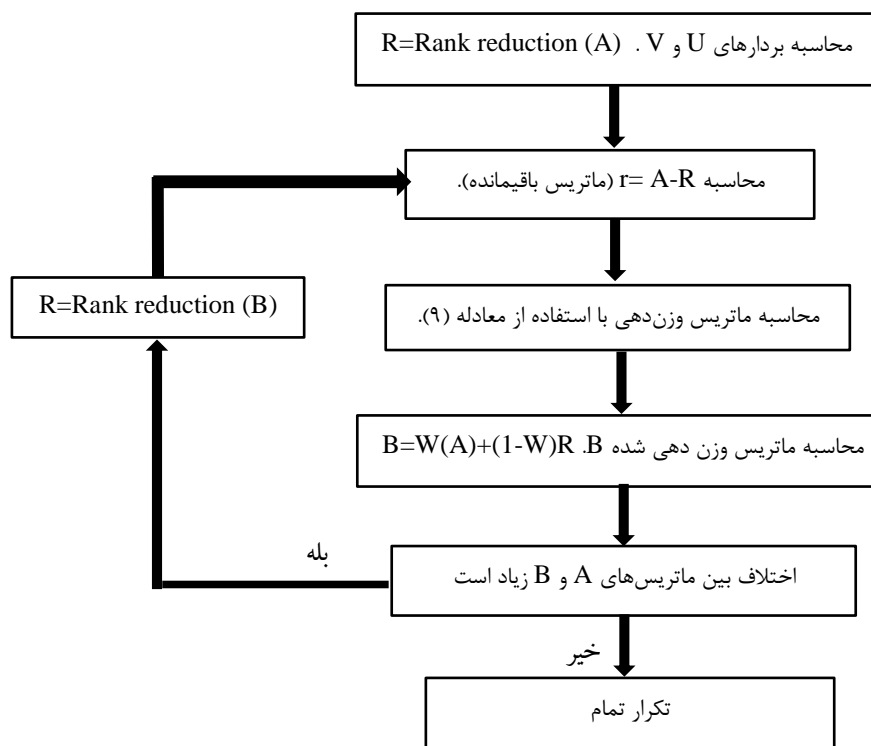 محاسبه بردارهای U و V . R=Rank reduction (A)
محاسبه r= A-R (ماتریس باقیمانده).
R=Rank reduction (B)
محاسبه ماتریس وزن‌دهی با استفاده از معادله (۹).
محاسبه ماتریس وزن دهی شده B. B=W(A)+(1-W)R
بله
اختلاف بین ماتریس‌های A و B زیاد است
خیر
تکرار تمام